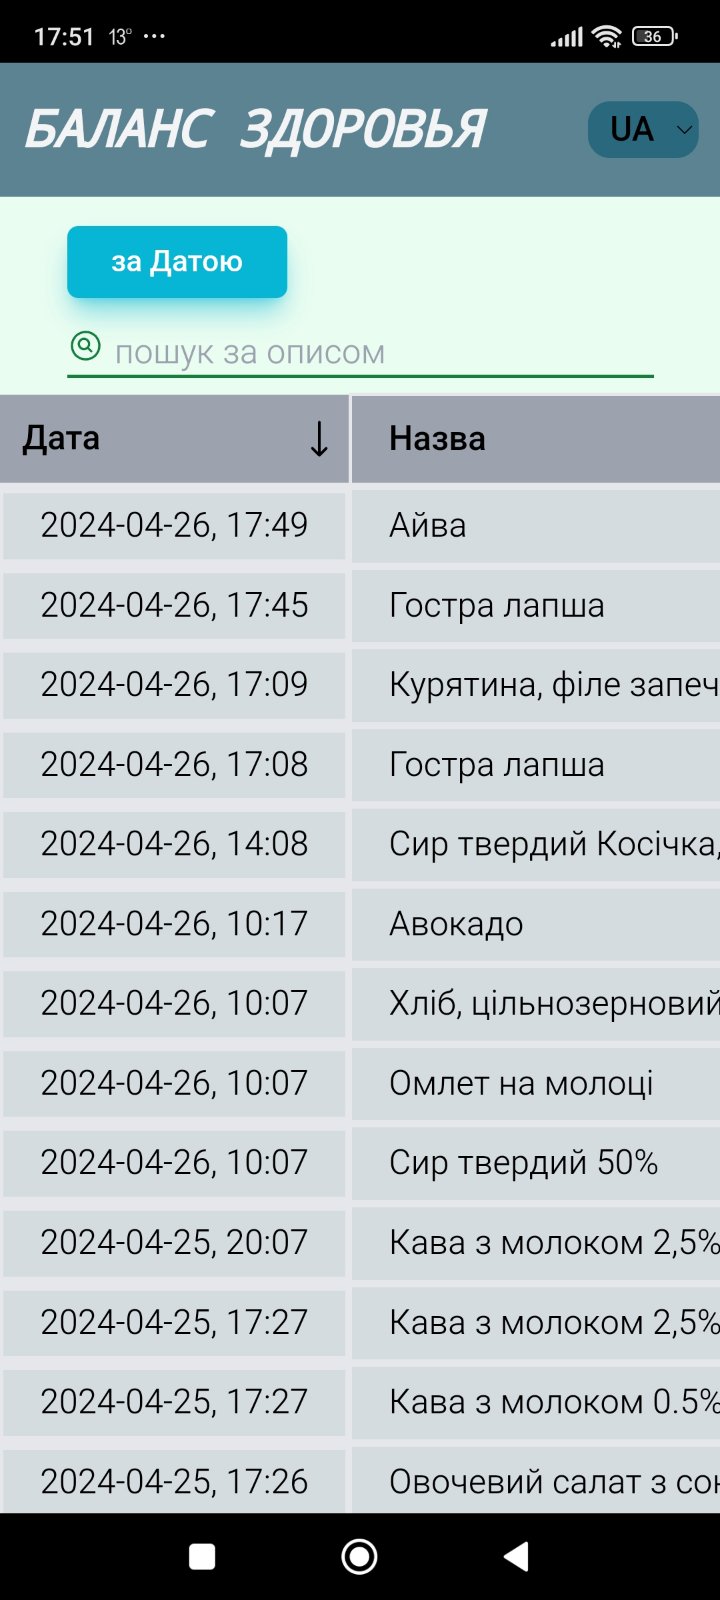 17:51 13° ··· 36
БАЛАНС ЗДОРОВЬЯ UA
за Датою
пошук за описом
Дата ↓ Назва
2024-04-26, 17:49 Айва
2024-04-26, 17:45 Гостра лапша
2024-04-26, 17:09 Курятина, філе запеч
2024-04-26, 17:08 Гостра лапша
2024-04-26, 14:08 Сир твердий Косічка,
2024-04-26, 10:17 Авокадо
2024-04-26, 10:07 Хліб, цільнозерновий
2024-04-26, 10:07 Омлет на молоці
2024-04-26, 10:07 Сир твердий 50%
2024-04-25, 20:07 Кава з молоком 2,5%
2024-04-25, 17:27 Кава з молоком 2,5%
2024-04-25, 17:27 Кава з молоком 0.5%
2024-04-25, 17:26 Овочевий салат з